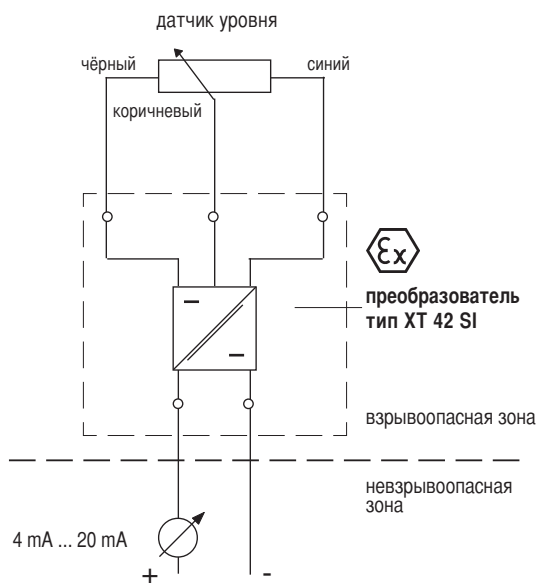 датчик уровня
чёрный
синий
коричневый
Ex
преобразователь
тип XT 42 SI
взрывоопасная зона
невзрывоопасная
зона
4 mA ... 20 mA
+
-